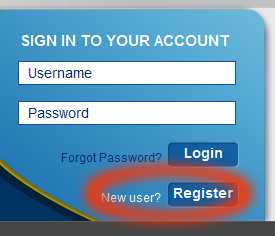 SIGN IN TO YOUR ACCOUNT
Username
Password
Forgot Password? Login
New user? Register